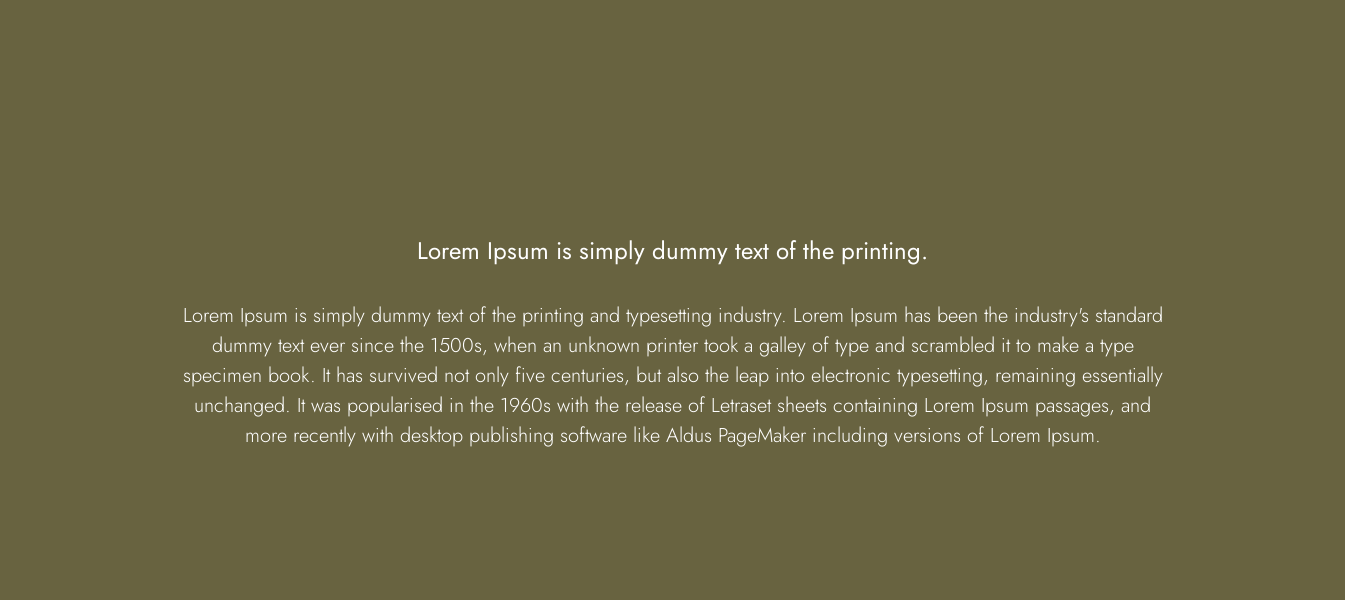 Lorem Ipsum is simply dummy text of the printing.
Lorem Ipsum is simply dummy text of the printing and typesetting industry. Lorem Ipsum has been the industry's standard
dummy text ever since the 1500s, when an unknown printer took a galley of type and scrambled it to make a type
specimen book. It has survived not only five centuries, but also the leap into electronic typesetting, remaining essentially
unchanged. It was popularised in the 1960s with the release of Letraset sheets containing Lorem Ipsum passages, and
more recently with desktop publishing software like Aldus PageMaker including versions of Lorem Ipsum.